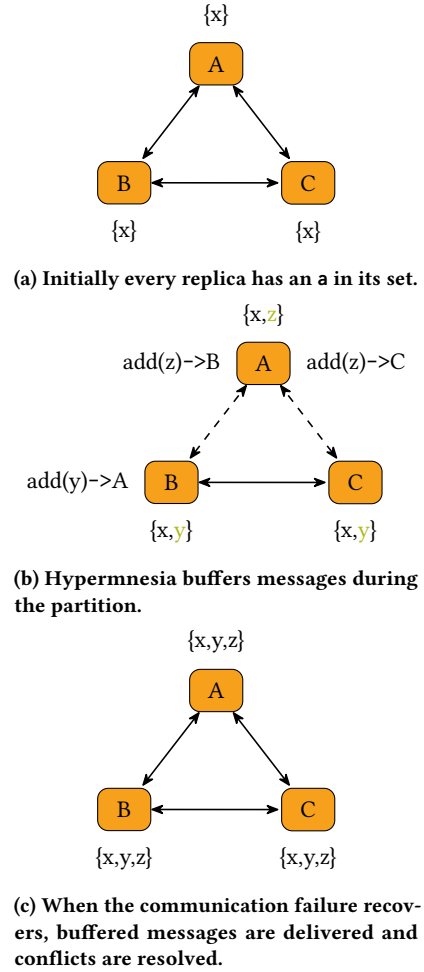 {x}
A
B
C
{x}
{x}
(a) Initially every replica has an a in its set.
{x,z}
add(z)->B
A
add(z)->C
add(y)->A
B
C
{x,y}
{x,y}
(b) Hypermnesia buffers messages during
the partition.
{x,y,z}
A
B
C
{x,y,z}
{x,y,z}
(c) When the communication failure recov-
ers, buffered messages are delivered and
conflicts are resolved.